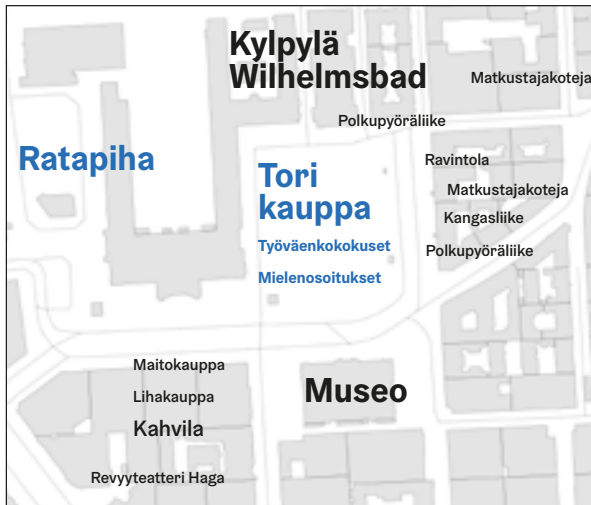 Kylpylä
Wilhelmsbad
Matkustajakoteja
Polkupyöräliike
Ratapiha
Tori
kauppa
Työväenkokokuset
Mielenosoitukset
Ravintola
Matkustajakoteja
Kangasliike
Polkupyöräliike
Maitokauppa
Lihakauppa
Kahvila
Museo
Revyyteatteri Haga